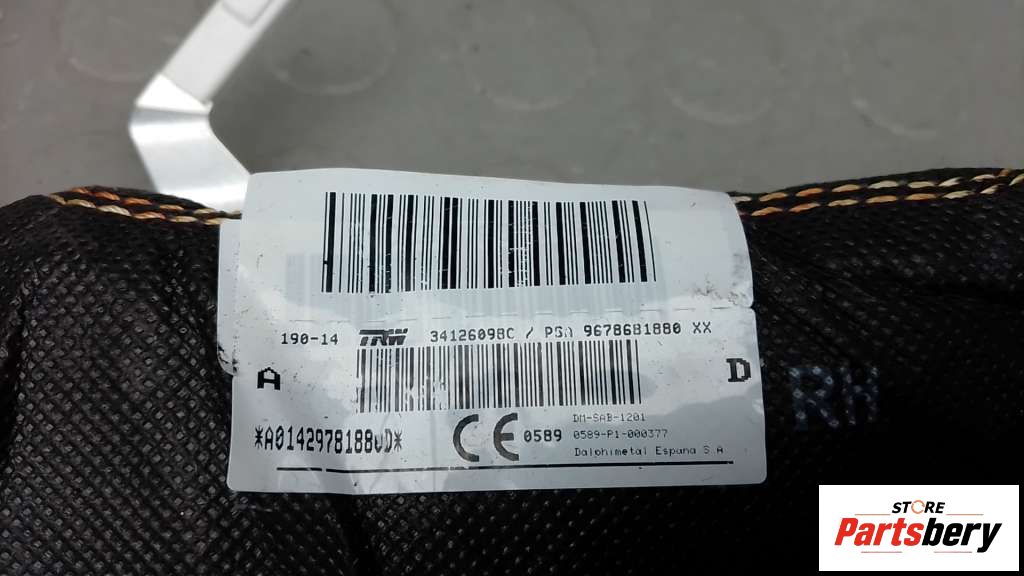 190-14 TRW 34126098C / PSA 9678681880 XX
A
D
RH
DM-SAB-1201
CE 0589 0589-P1-000377
Dalphimetal Espana S A
STORE
Partsbery